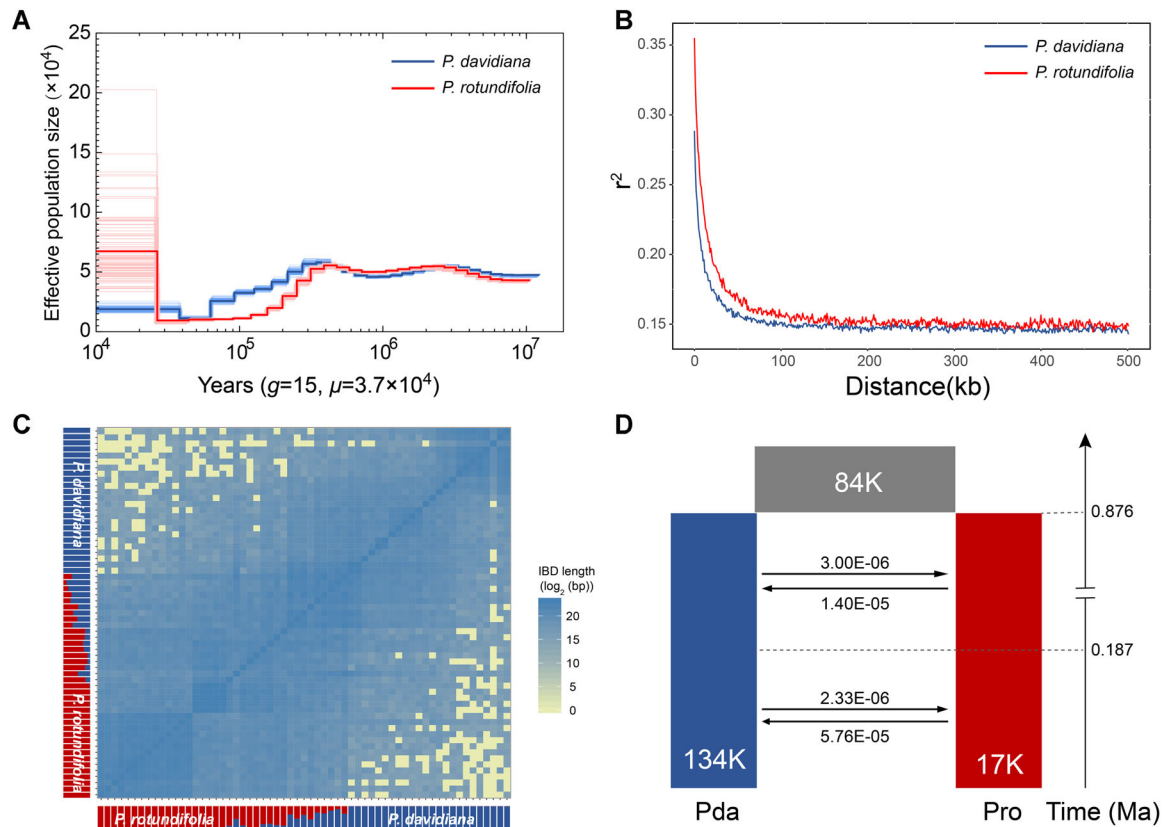 A
Effective population size (×10⁴)
25
20
15
10
5
0
10⁴
10⁵
10⁶
10⁷
Years (g=15, μ=3.7×10⁴)
P. davidiana
P. rotundifolia
B
r²
0.35
0.30
0.25
0.20
0.15
0
100
200
300
400
500
Distance(kb)
P. davidiana
P. rotundifolia
C
P. davidiana
P. rotundifolia
P. rotundifolia
P. davidiana
IBD length
(log₂ (bp))
20
15
10
5
0
D
84K
0.876
3.00E-06
1.40E-05
0.187
2.33E-06
5.76E-05
134K
17K
Pda
Pro
Time (Ma)